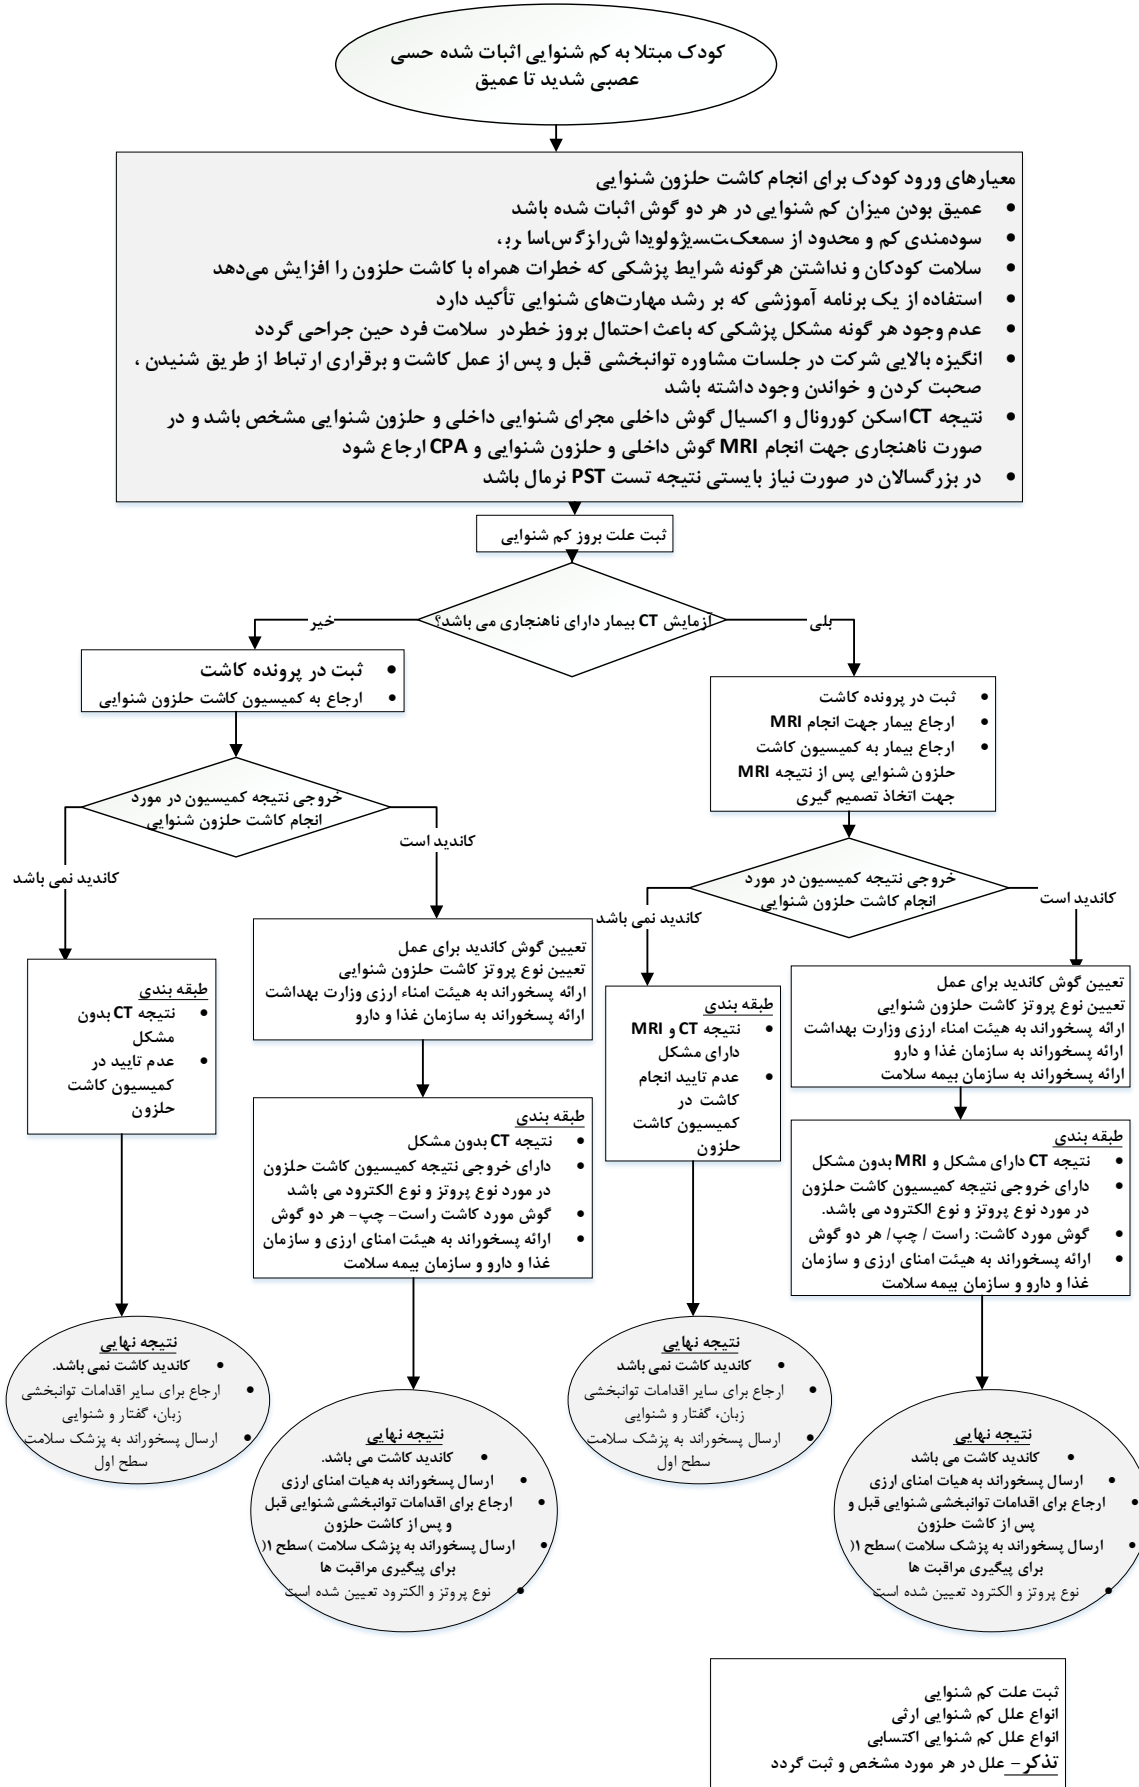 کودک مبتلا به کم شنوایی اثبات شده حسی
عصبی شدید تا عمیق
معیارهای ورود کودک برای انجام کاشت حلزون شنوایی
• عمیق بودن میزان کم شنوایی در هر دو گوش اثبات شده باشد
• سودمندی کم و محدود از سمعک
• سلامت کودکان و نداشتن هرگونه شرایط پزشکی که خطرات همراه با کاشت حلزون را افزایش می‌دهد
• استفاده از یک برنامه آموزشی که بر رشد مهارت‌های شنوایی تأکید دارد
• عدم وجود هر گونه مشکل پزشکی که باعث احتمال بروز خطردر سلامت فرد حین جراحی گردد
• انگیزه بالایی شرکت در جلسات مشاوره توانبخشی قبل و پس از عمل کاشت و برقراری ارتباط از طریق شنیدن ،
صحبت کردن و خواندن وجود داشته باشد
• نتیجه CT اسکن کورونال و اکسیال گوش داخلی مجرای شنوایی داخلی و حلزون شنوایی مشخص باشد و در
صورت ناهنجاری جهت انجام MRI گوش داخلی و حلزون شنوایی و CPA ارجاع شود
• در بزرگسالان در صورت نیاز بایستی نتیجه تست PST نرمال باشد
ثبت علت بروز کم شنوایی
آزمایش CT بیمار دارای ناهنجاری می باشد؟
بلی
خیر
• ثبت در پرونده کاشت
• ارجاع بیمار جهت انجام MRI
• ارجاع بیمار به کمیسیون کاشت
حلزون شنوایی پس از نتیجه MRI
جهت اتخاذ تصمیم گیری
• ثبت در پرونده کاشت
• ارجاع به کمیسیون کاشت حلزون شنوایی
خروجی نتیجه کمیسیون در مورد
انجام کاشت حلزون شنوایی
کاندید است
کاندید نمی باشد
خروجی نتیجه کمیسیون در مورد
انجام کاشت حلزون شنوایی
کاندید است
کاندید نمی باشد
تعیین گوش کاندید برای عمل
تعیین نوع پروتز کاشت حلزون شنوایی
ارائه پسخوراند به هیئت امناء ارزی وزارت بهداشت
ارائه پسخوراند به سازمان غذا و دارو
ارائه پسخوراند به سازمان بیمه سلامت
طبقه بندی
• نتیجه CT و MRI
دارای مشکل
• عدم تایید انجام
کاشت در
کمیسیون کاشت
حلزون
تعیین گوش کاندید برای عمل
تعیین نوع پروتز کاشت حلزون شنوایی
ارائه پسخوراند به هیئت امناء ارزی وزارت بهداشت
ارائه پسخوراند به سازمان غذا و دارو
طبقه بندی
• نتیجه CT بدون
مشکل
• عدم تایید در
کمیسیون کاشت
حلزون
طبقه بندی
• نتیجه CT دارای مشکل و MRI بدون مشکل
• دارای خروجی نتیجه کمیسیون کاشت حلزون
در مورد نوع پروتز و نوع الکترود می باشد.
• گوش مورد کاشت: راست / چپ/ هر دو گوش
• ارائه پسخوراند به هیئت امنای ارزی و سازمان
غذا و دارو و سازمان بیمه سلامت
طبقه بندی
• نتیجه CT بدون مشکل
• دارای خروجی نتیجه کمیسیون کاشت حلزون
در مورد نوع پروتز و نوع الکترود می باشد
• گوش مورد کاشت راست- چپ- هر دو گوش
• ارائه پسخوراند به هیئت امنای ارزی و سازمان
غذا و دارو و سازمان بیمه سلامت
نتیجه نهایی
• کاندید کاشت می باشد
• ارسال پسخوراند به هیات امنای ارزی
• ارجاع برای اقدامات توانبخشی شنوایی قبل و
پس از کاشت حلزون
• ارسال پسخوراند به پزشک سلامت )سطح ۱(
برای پیگیری مراقبت ها
• نوع پروتز و الکترود تعیین شده است
نتیجه نهایی
• کاندید کاشت نمی باشد
• ارجاع برای سایر اقدامات توانبخشی
زبان، گفتار و شنوایی
• ارسال پسخوراند به پزشک سلامت
سطح اول
نتیجه نهایی
• کاندید کاشت می باشد.
• ارسال پسخوراند به هیات امنای ارزی
• ارجاع برای اقدامات توانبخشی شنوایی قبل
و پس از کاشت حلزون
• ارسال پسخوراند به پزشک سلامت )سطح ۱(
برای پیگیری مراقبت ها
• نوع پروتز و الکترود تعیین شده است
نتیجه نهایی
• کاندید کاشت نمی باشد.
• ارجاع برای سایر اقدامات توانبخشی
زبان، گفتار و شنوایی
• ارسال پسخوراند به پزشک سلامت
سطح اول
ثبت علت کم شنوایی
انواع علل کم شنوایی ارثی
انواع علل کم شنوایی اکتسابی
تذکر – علل در هر مورد مشخص و ثبت گردد